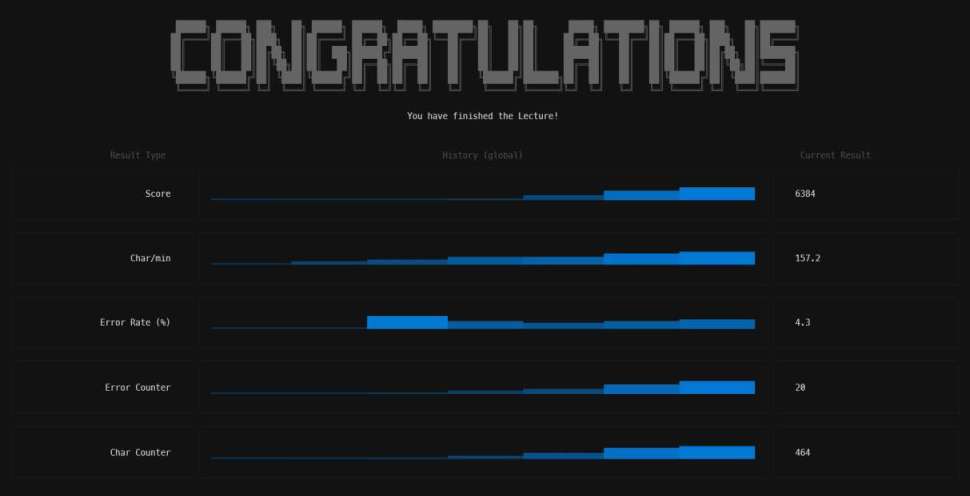 CONGRATULATIONS
You have finished the Lecture!
Result Type History (global) Current Result
Score 6384
Char/min 157.2
Error Rate (%) 4.3
Error Counter 20
Char Counter 464